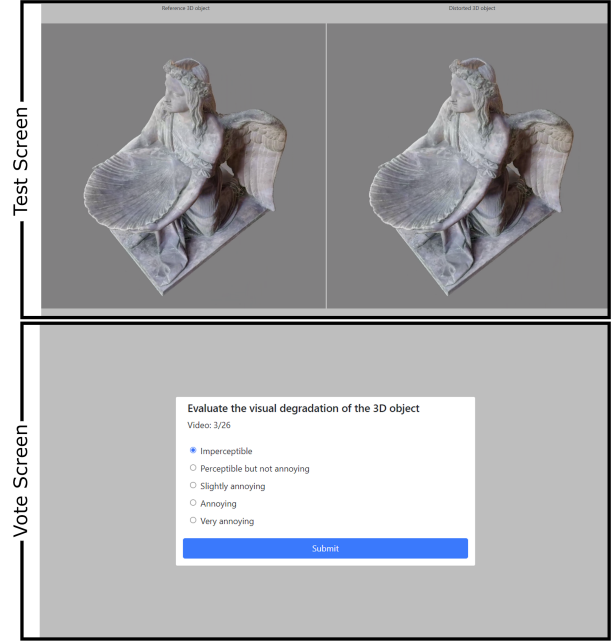 Reference 3D object
Distorted 3D object
Test Screen
Vote Screen
Evaluate the visual degradation of the 3D object
Video: 3/26
Imperceptible
Perceptible but not annoying
Slightly annoying
Annoying
Very annoying
Submit